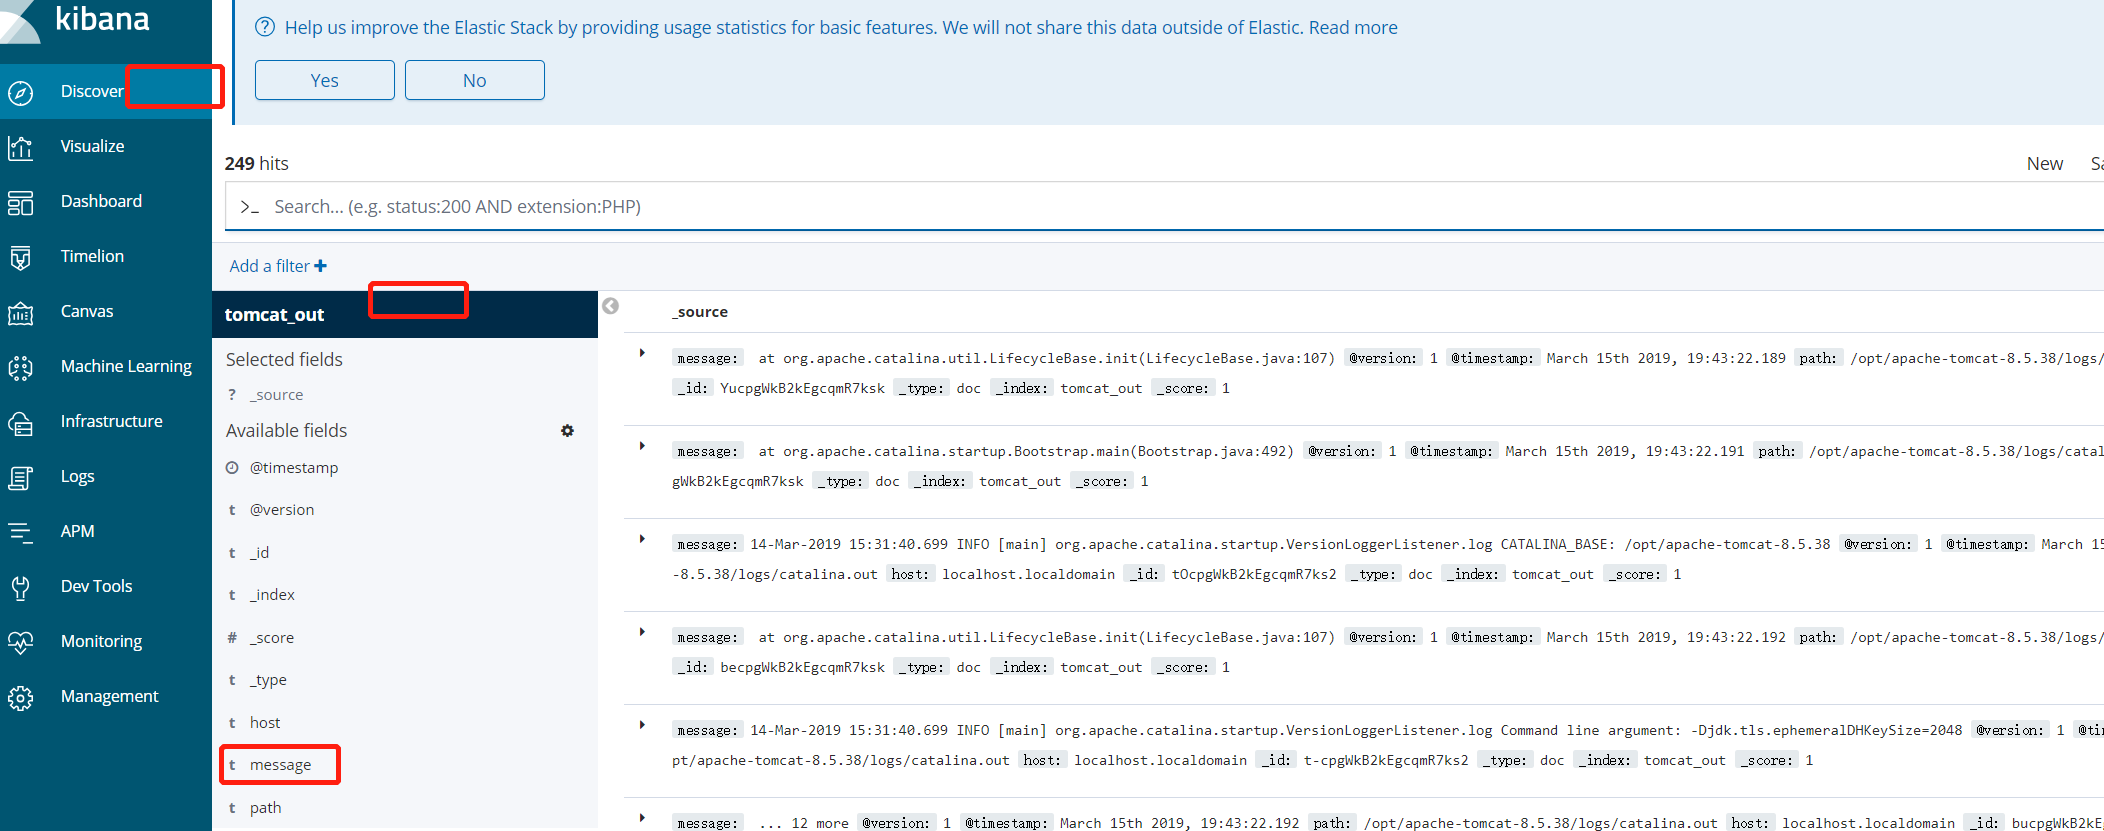 kibana
Discover
Visualize
Dashboard
Timelion
Canvas
Machine Learning
Infrastructure
Logs
APM
Dev Tools
Monitoring
Management
Help us improve the Elastic Stack by providing usage statistics for basic features. We will not share this data outside of Elastic. Read more
Yes No
249 hits New Sa
>_ Search... (e.g. status:200 AND extension:PHP)
Add a filter +
tomcat_out
Selected fields
? _source
Available fields
@timestamp
t @version
t _id
t _index
# _score
t _type
t host
t message
t path
_source
message: at org.apache.catalina.util.LifecycleBase.init(LifecycleBase.java:107) @version: 1 @timestamp: March 15th 2019, 19:43:22.189 path: /opt/apache-tomcat-8.5.38/logs/
_id: YucpgWkB2kEgcqmR7ksk _type: doc _index: tomcat_out _score: 1
message: at org.apache.catalina.startup.Bootstrap.main(Bootstrap.java:492) @version: 1 @timestamp: March 15th 2019, 19:43:22.191 path: /opt/apache-tomcat-8.5.38/logs/catal
gWkB2kEgcqmR7ksk _type: doc _index: tomcat_out _score: 1
message: 14-Mar-2019 15:31:40.699 INFO [main] org.apache.catalina.startup.VersionLoggerListener.log CATALINA_BASE: /opt/apache-tomcat-8.5.38 @version: 1 @timestamp: March 15
-8.5.38/logs/catalina.out host: localhost.localdomain _id: tOcpgWkB2kEgcqmR7ks2 _type: doc _index: tomcat_out _score: 1
message: at org.apache.catalina.util.LifecycleBase.init(LifecycleBase.java:107) @version: 1 @timestamp: March 15th 2019, 19:43:22.192 path: /opt/apache-tomcat-8.5.38/logs/
_id: becpgWkB2kEgcqmR7ksk _type: doc _index: tomcat_out _score: 1
message: 14-Mar-2019 15:31:40.699 INFO [main] org.apache.catalina.startup.VersionLoggerListener.log Command line argument: -Djdk.tls.ephemeralDHKeySize=2048 @version: 1 @tim
pt/apache-tomcat-8.5.38/logs/catalina.out host: localhost.localdomain _id: t-cpgWkB2kEgcqmR7ks2 _type: doc _index: tomcat_out _score: 1
message: ... 12 more @version: 1 @timestamp: March 15th 2019, 19:43:22.192 path: /opt/apache-tomcat-8.5.38/logs/catalina.out host: localhost.localdomain _id: bucpgWkB2kEg